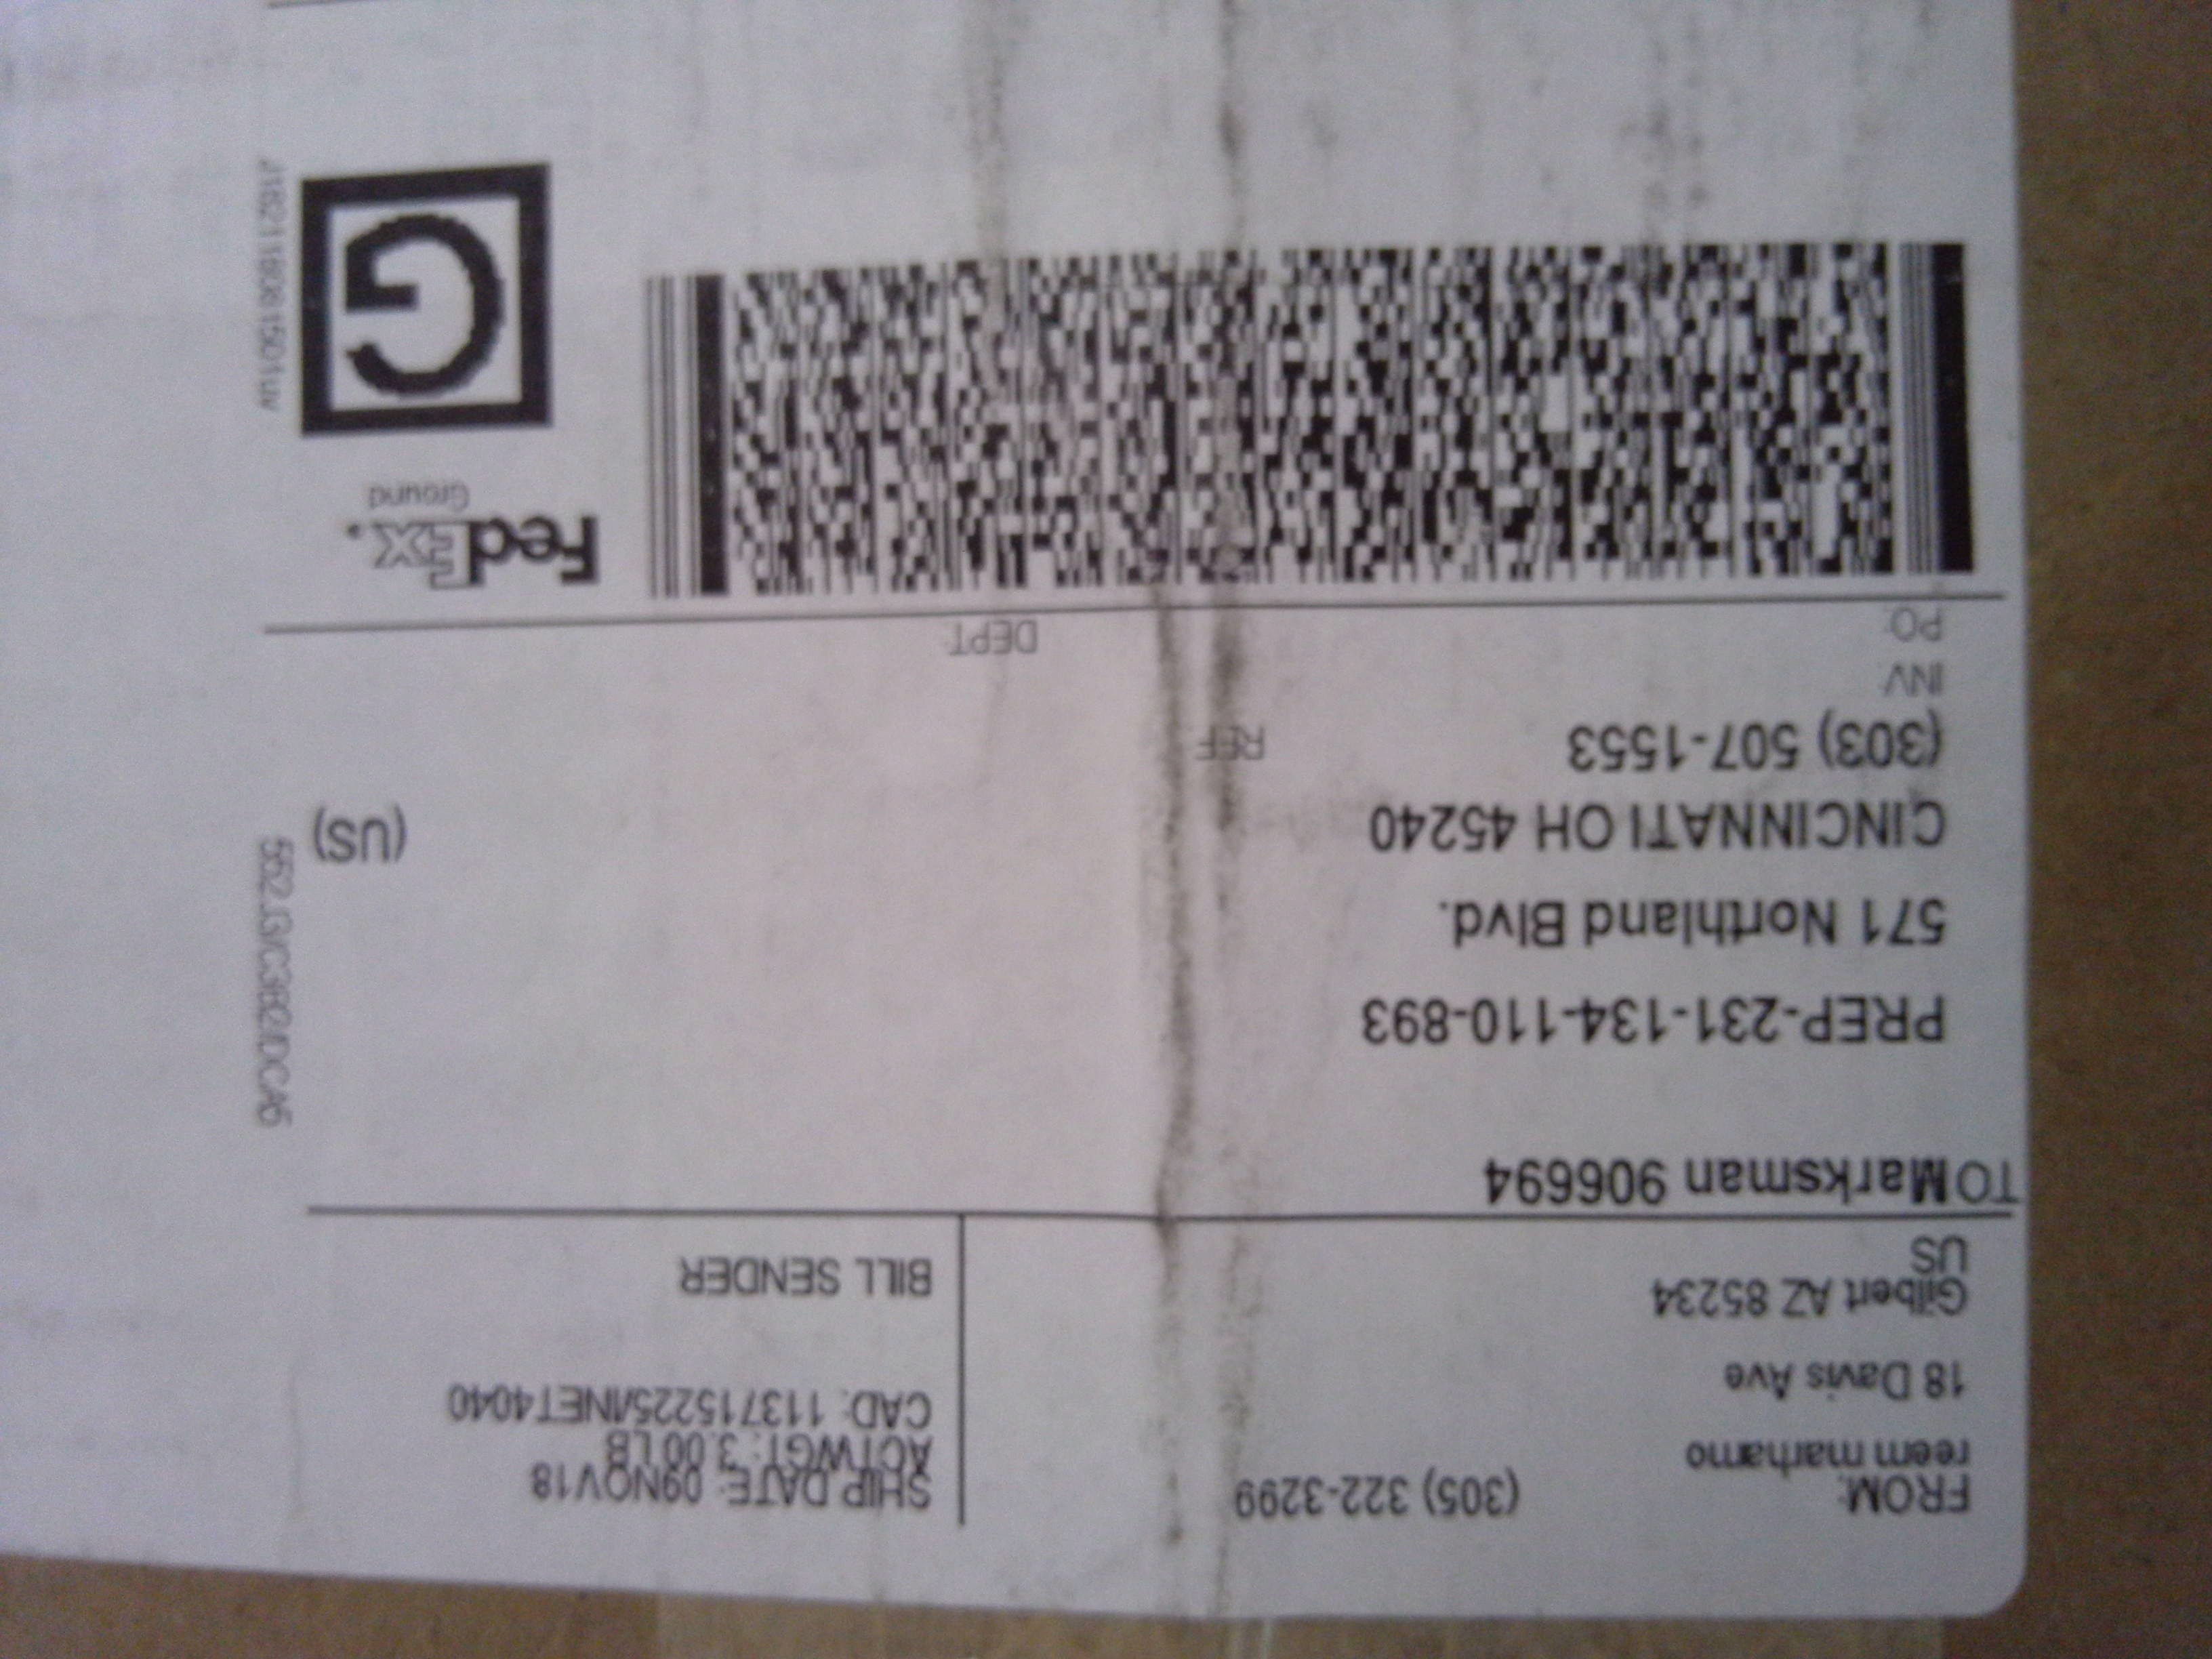 FROM:
reem marhamo
(305) 322-3299
18 Davis Ave
Gilbert AZ 85234
US
SHIP DATE: 09NOV18
ACTWGT: 3.00 LB
CAD: 113715225/INET4040
BILL SENDER
TO Marksman 906694
PREP-231-134-110-893
571 Northland Blvd.
CINCINNATI OH 45240
(US)
(303) 507-1553
REF:
INV:
PO:
DEPT:
552J3/C3B2/DCA5
FedEx
Ground
G
J182118061501uv